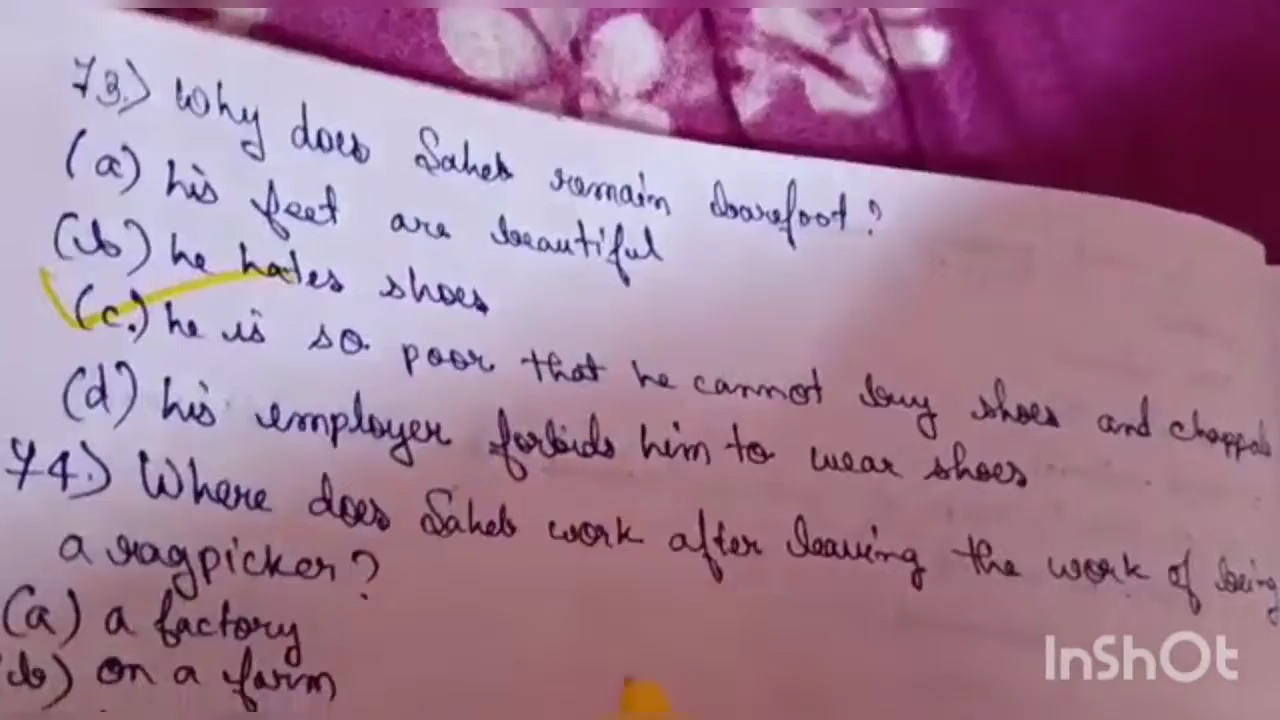 73.) Why does Saheb remain barefoot?
(a) his feet are beautiful
(b) he hates shoes
(c.) he is so poor that he cannot buy shoes and chappals
(d) his employer forbids him to wear shoes
74.) Where does Saheb work after leaving the work of being
a ragpicker?
(a) a factory
(b) on a farm
InShOt